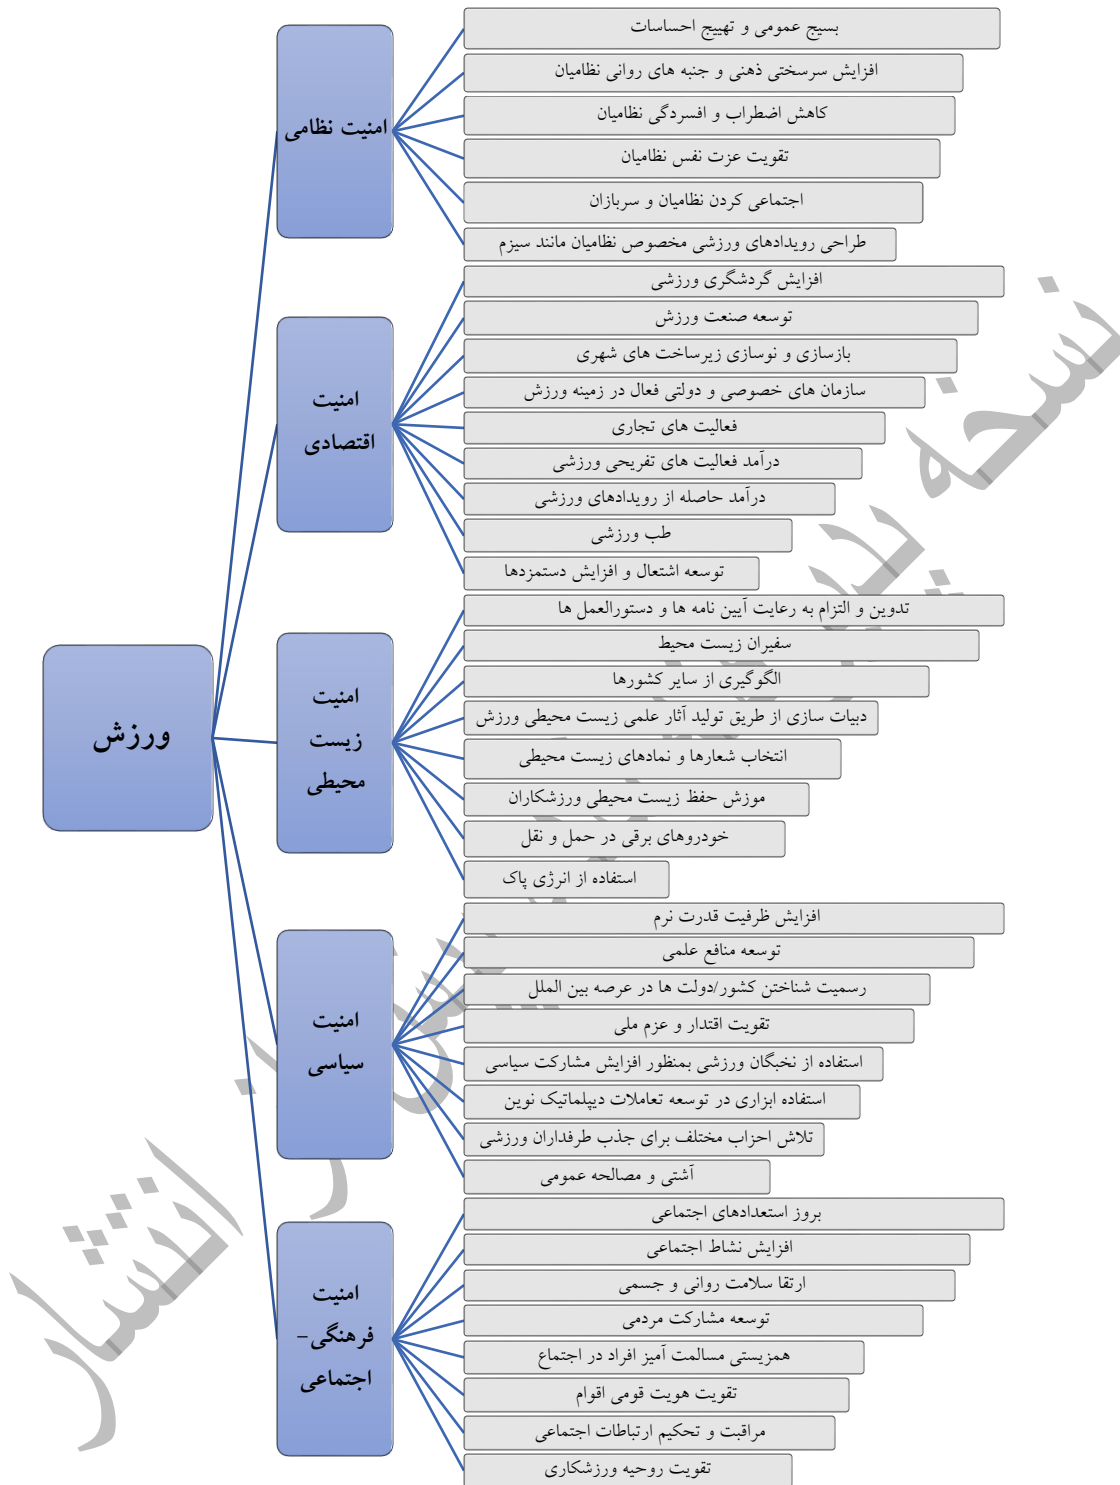 ورزش
امنیت نظامی
بسیج عمومی و تهییج احساسات
افزایش سرسختی ذهنی و جنبه های روانی نظامیان
کاهش اضطراب و افسردگی نظامیان
تقویت عزت نفس نظامیان
اجتماعی کردن نظامیان و سربازان
طراحی رویدادهای ورزشی مخصوص نظامیان مانند سیزم
امنیت
اقتصادی
افزایش گردشگری ورزشی
توسعه صنعت ورزش
بازسازی و نوسازی زیرساخت های شهری
سازمان های خصوصی و دولتی فعال در زمینه ورزش
فعالیت های تجاری
درآمد فعالیت های تفریحی ورزشی
درآمد حاصله از رویدادهای ورزشی
طب ورزشی
توسعه اشتعال و افزایش دستمزدها
امنیت
زیست
محیطی
تدوین و التزام به رعایت آیین نامه ها و دستورالعمل ها
سفیران زیست محیط
الگوگیری از سایر کشورها
دبیات سازی از طریق تولید آثار علمی زیست محیطی ورزش
انتخاب شعارها و نمادهای زیست محیطی
موزش حفظ زیست محیطی ورزشکاران
خودروهای برقی در حمل و نقل
استفاده از انرژی پاک
امنیت
سیاسی
افزایش ظرفیت قدرت نرم
توسعه منافع علمی
رسمیت شناختن کشور/دولت ها در عرصه بین الملل
تقویت اقتدار و عزم ملی
استفاده از نخبگان ورزشی بمنظور افزایش مشارکت سیاسی
استفاده ابزاری در توسعه تعاملات دیپلماتیک نوین
تلاش احزاب مختلف برای جذب طرفداران ورزشی
آشتی و مصالحه عمومی
امنیت
فرهنگی-
اجتماعی
بروز استعدادهای اجتماعی
افزایش نشاط اجتماعی
ارتقا سلامت روانی و جسمی
توسعه مشارکت مردمی
همزیستی مسالمت آمیز افراد در اجتماع
تقویت هویت قومی اقوام
مراقبت و تحکیم ارتباطات اجتماعی
تقویت روحیه ورزشکاری